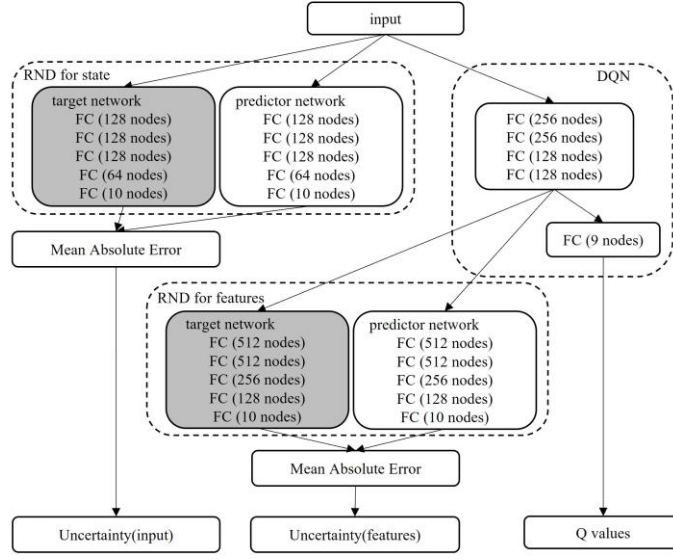 input
RND for state
DQN
target network
FC (128 nodes)
FC (128 nodes)
FC (128 nodes)
FC (64 nodes)
FC (10 nodes)
predictor network
FC (128 nodes)
FC (128 nodes)
FC (128 nodes)
FC (64 nodes)
FC (10 nodes)
FC (256 nodes)
FC (256 nodes)
FC (128 nodes)
FC (128 nodes)
Mean Absolute Error
FC (9 nodes)
RND for features
target network
FC (512 nodes)
FC (512 nodes)
FC (256 nodes)
FC (128 nodes)
FC (10 nodes)
predictor network
FC (512 nodes)
FC (512 nodes)
FC (256 nodes)
FC (128 nodes)
FC (10 nodes)
Mean Absolute Error
Uncertainty(input)
Uncertainty(features)
Q values